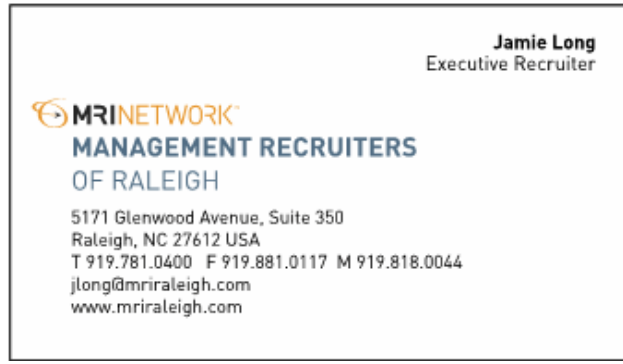 Jamie Long
Executive Recruiter
MRINETWORK™
MANAGEMENT RECRUITERS
OF RALEIGH
5171 Glenwood Avenue, Suite 350
Raleigh, NC 27612 USA
T 919.781.0400 F 919.881.0117 M 919.818.0044
jlong@mriraleigh.com
www.mriraleigh.com